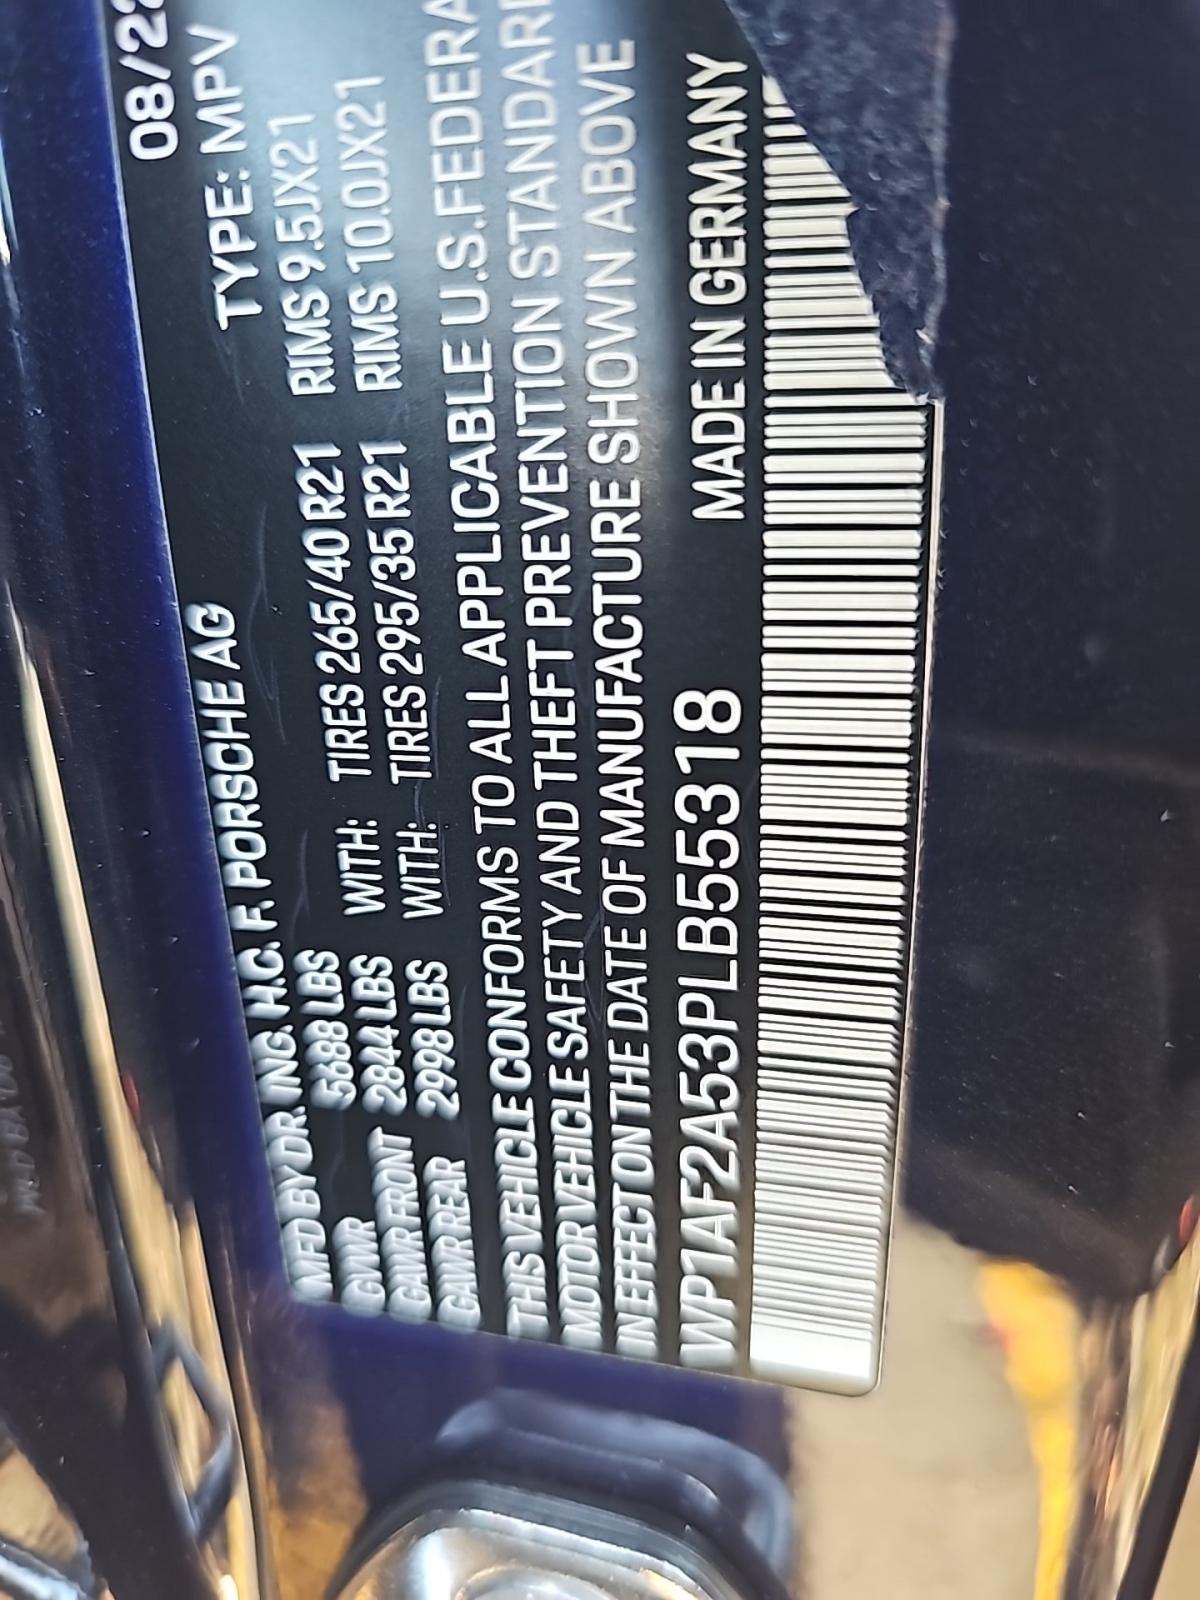 MFD BY DR. ING. H.C. F. PORSCHE AG 08/22
GVWR 5688 LBS TYPE: MPV
GAWR FRONT 2844 LBS WITH: TIRES 265/40 R21 RIMS 9.5JX21
GAWR REAR 2998 LBS WITH: TIRES 295/35 R21 RIMS 10.0JX21
THIS VEHICLE CONFORMS TO ALL APPLICABLE U.S.FEDERA
MOTOR VEHICLE SAFETY AND THEFT PREVENTION STANDAR
IN EFFECT ON THE DATE OF MANUFACTURE SHOWN ABOVE
WP1AF2A53PLB55318 MADE IN GERMANY